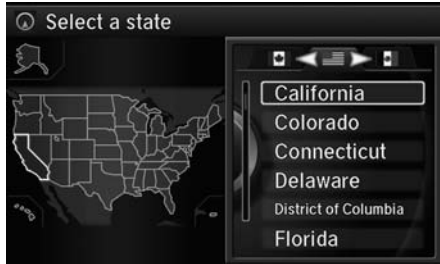 Select a state
California
Colorado
Connecticut
Delaware
District of Columbia
Florida